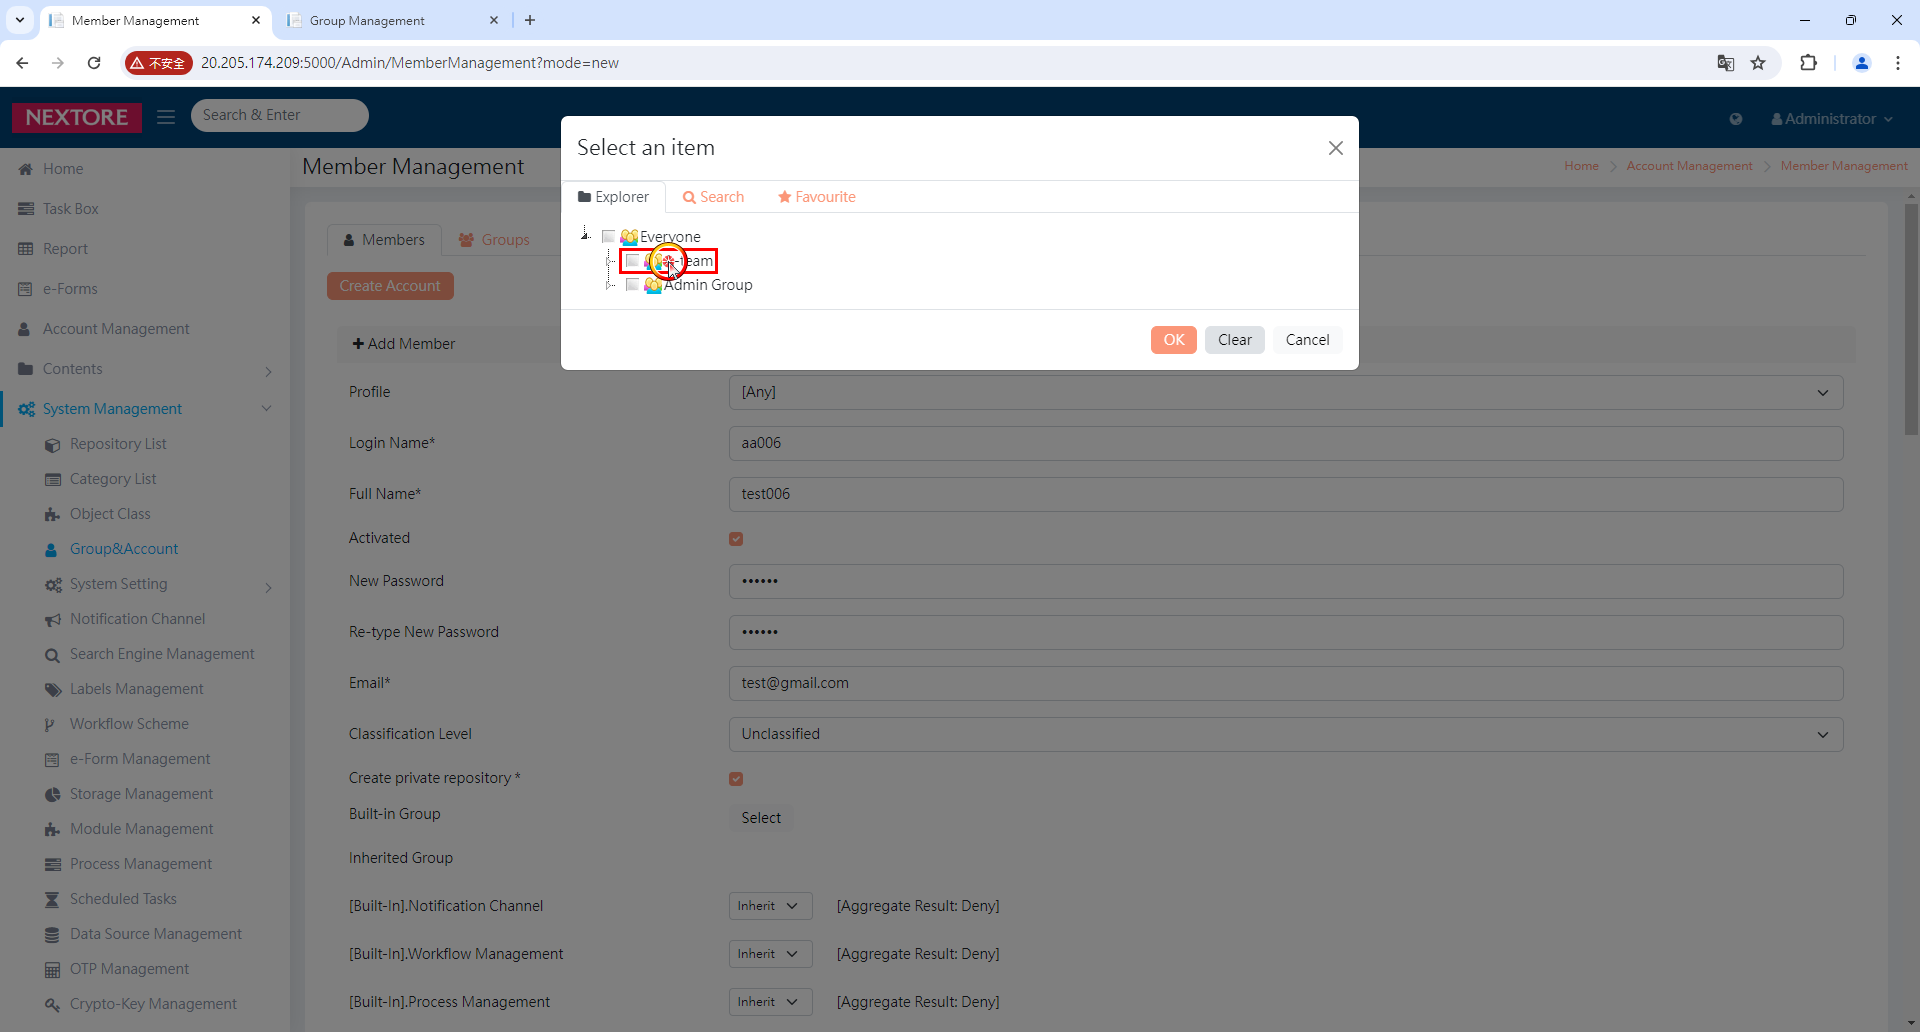 Member Management
Group Management
不安全
20.205.174.209:5000/Admin/MemberManagement?mode=new
NEXTORE
Search & Enter
Administrator
Home
Task Box
Report
e-Forms
Account Management
Contents
System Management
Repository List
Category List
Object Class
Group&Account
System Setting
Notification Channel
Search Engine Management
Labels Management
Workflow Scheme
e-Form Management
Storage Management
Module Management
Process Management
Scheduled Tasks
Data Source Management
OTP Management
Crypto-Key Management
Member Management
Home > Account Management > Member Management
Members
Groups
Create Account
Select an item
Explorer
Search
Favourite
Everyone
-team
Admin Group
OK
Clear
Cancel
Add Member
Profile
[Any]
Login Name*
aa006
Full Name*
test006
Activated
New Password
••••••
Re-type New Password
••••••
Email*
test@gmail.com
Classification Level
Unclassified
Create private repository *
Built-in Group
Select
Inherited Group
[Built-In].Notification Channel
Inherit
[Aggregate Result: Deny]
[Built-In].Workflow Management
Inherit
[Aggregate Result: Deny]
[Built-In].Process Management
Inherit
[Aggregate Result: Deny]